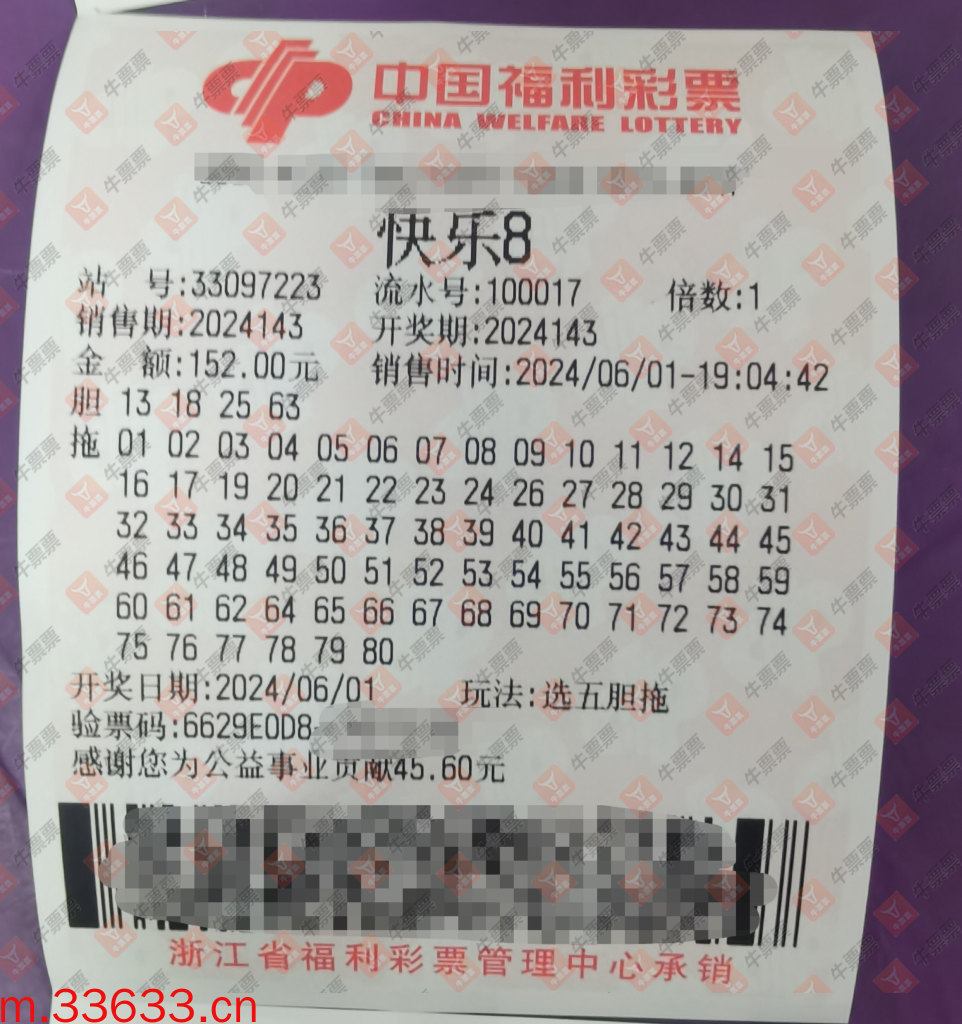 中国福利彩票
CHINA WELFARE LOTTERY
快乐8
站 号:33097223 流水号:100017 倍数:1
销售期:2024143 开奖期:2024143
金 额:152.00元 销售时间:2024/06/01-19:04:42
胆 13 18 25 63
拖 01 02 03 04 05 06 07 08 09 10 11 12 14 15
16 17 19 20 21 22 23 24 26 27 28 29 30 31
32 33 34 35 36 37 38 39 40 41 42 43 44 45
46 47 48 49 50 51 52 53 54 55 56 57 58 59
60 61 62 64 65 66 67 68 69 70 71 72 73 74
75 76 77 78 79 80
开奖日期:2024/06/01 玩法:选五胆拖
验票码:6629E0D8-
感谢您为公益事业贡献45.60元
浙江省福利彩票管理中心承销
m.33633.cn
牛票票